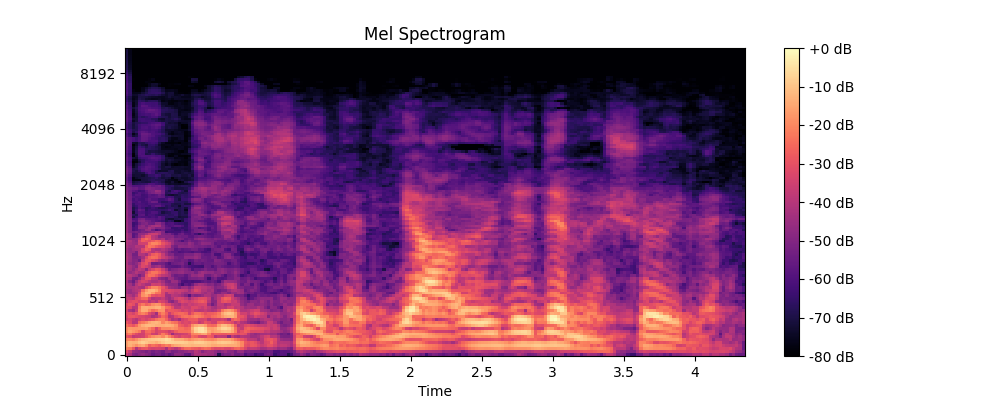 Mel Spectrogram
Hz
8192
4096
2048
1024
512
0
0 0.5 1 1.5 2 2.5 3 3.5 4
Time
+0 dB
-10 dB
-20 dB
-30 dB
-40 dB
-50 dB
-60 dB
-70 dB
-80 dB